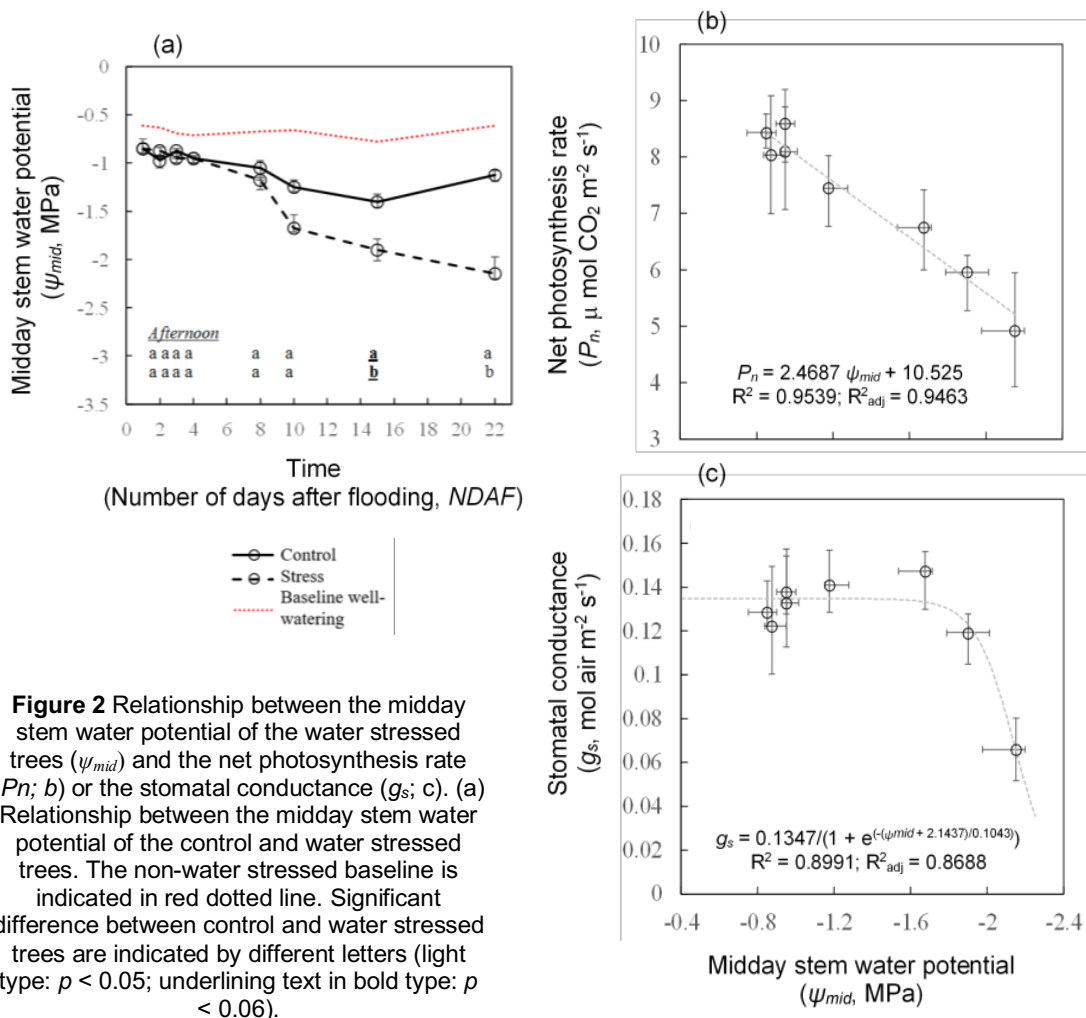 (a)
0
-0.5
-1
-1.5
-2
-2.5
-3
-3.5
Midday stem water potential
(ψmid, MPa)
Afternoon
a a a a a a a a
a a a a a a b b
0 2 4 6 8 10 12 14 16 18 20 22
Time
(Number of days after flooding, NDAF)
Control
Stress
Baseline well-
watering
Figure 2 Relationship between the midday
stem water potential of the water stressed
trees (ψmid) and the net photosynthesis rate
Pn; b) or the stomatal conductance (gs; c). (a)
Relationship between the midday stem water
potential of the control and water stressed
trees. The non-water stressed baseline is
indicated in red dotted line. Significant
difference between control and water stressed
trees are indicated by different letters (light
type: p < 0.05; underlining text in bold type: p
< 0.06).
(b)
10
9
8
7
6
5
4
3
Net photosynthesis rate
(Pn, µ mol CO2 m-2 s-1)
Pn = 2.4687 ψmid + 10.525
R2 = 0.9539; R2adj = 0.9463
(c)
0.18
0.16
0.14
0.12
0.1
0.08
0.06
0.04
0.02
0
Stomatal conductance
(gs, mol air m-2 s-1)
gs = 0.1347/(1 + e(-(ψmid + 2.1437)/0.1043))
R2 = 0.8991; R2adj = 0.8688
-0.4 -0.8 -1.2 -1.6 -2 -2.4
Midday stem water potential
(ψmid, MPa)